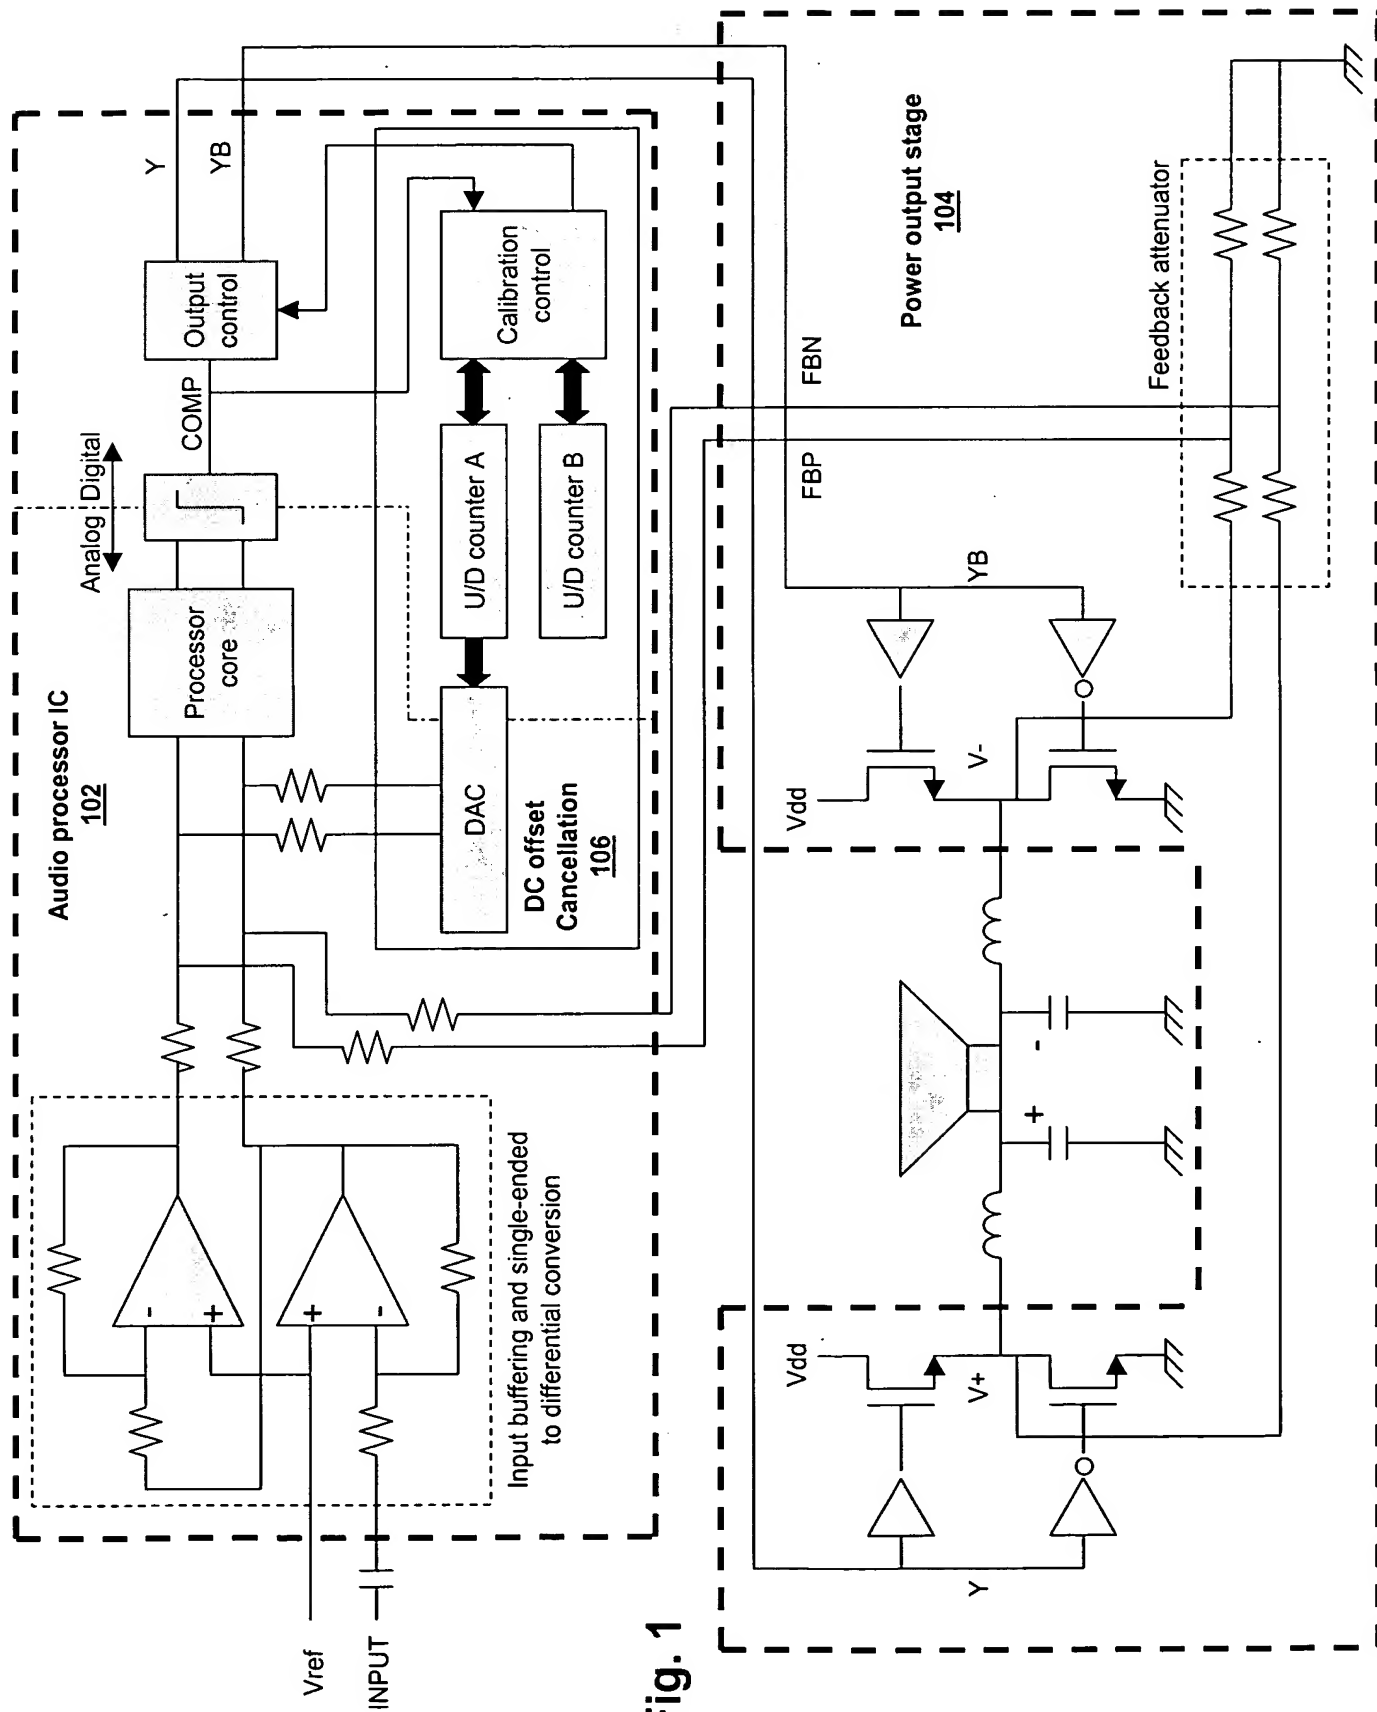 Audio processor IC
102
Analog Digital
Y
YB
Processor
core
COMP
Output
control
Calibration
control
U/D counter A
U/D counter B
DAC
DC offset
Cancellation
106
-
+
+
-
Input buffering and single-ended
to differential conversion
Vref
INPUT
Power output stage
104
FBP
FBN
Feedback attenuator
Vdd
V+
Y
+
-
Vdd
V-
YB
Fig. 1